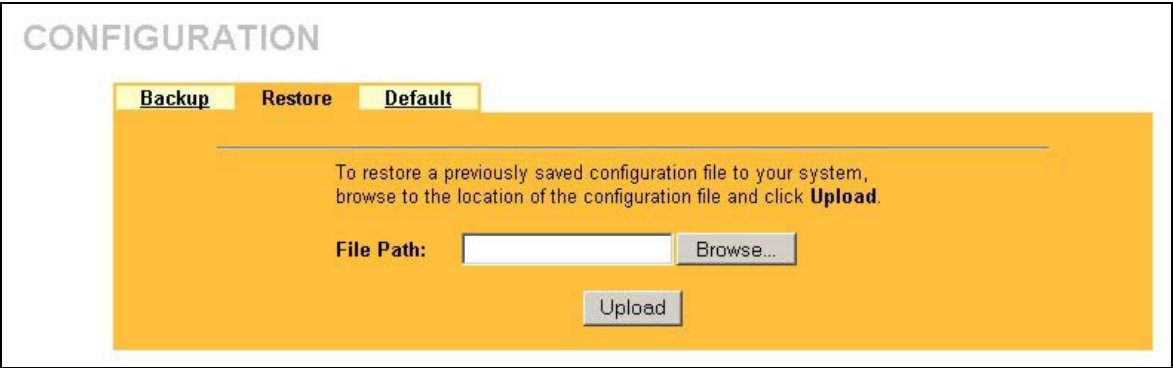 CONFIGURATION
Backup Restore Default
To restore a previously saved configuration file to your system,
browse to the location of the configuration file and click Upload.
File Path: Browse...
Upload